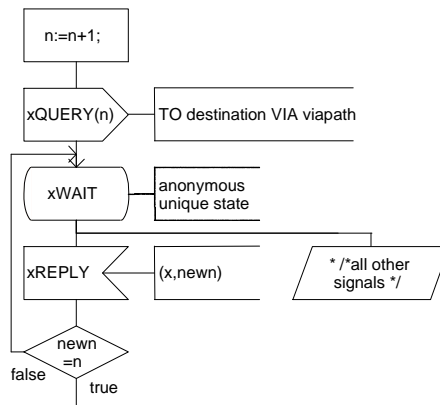 n:=n+1;
xQUERY(n)
TO destination VIA viapath
xWAIT
anonymous
unique state
xREPLY
(x,newn)
* /*all other
signals */
newn
=n
false
true